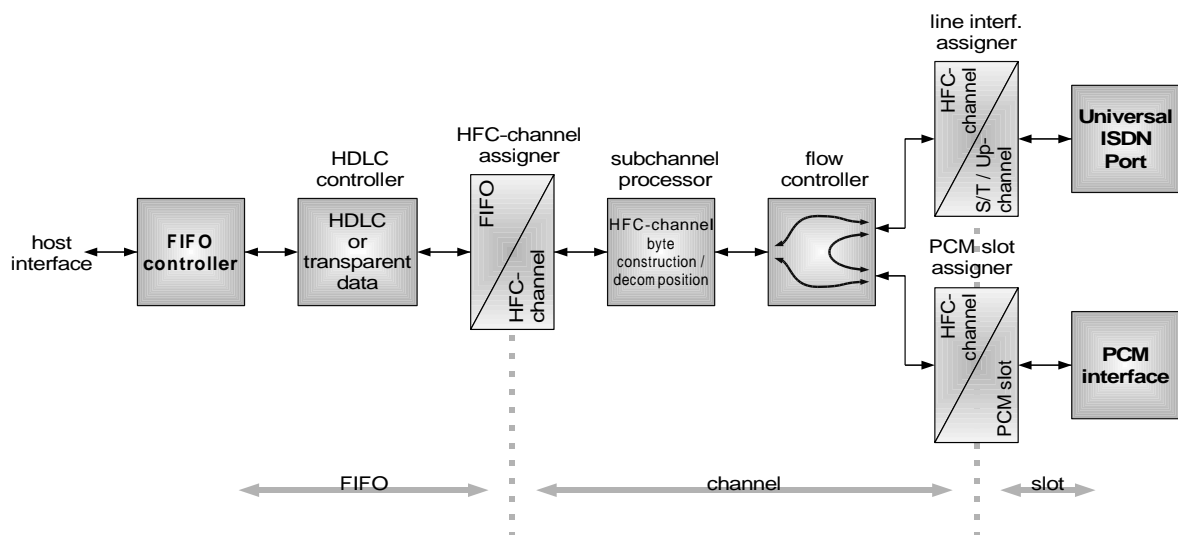 line interf.
assigner
HFC-
channel
S/T / Up-
channel
Universal
ISDN
Port
HFC-channel
assigner
FIFO
HFC-
channel
HDLC
controller
HDLC
or
transparent
data
subchannel
processor
HFC-channel
byte
construction /
decomposition
flow
controller
host
interface
FIFO
controller
PCM slot
assigner
HFC-
channel
PCM slot
PCM
interface
FIFO
channel
slot